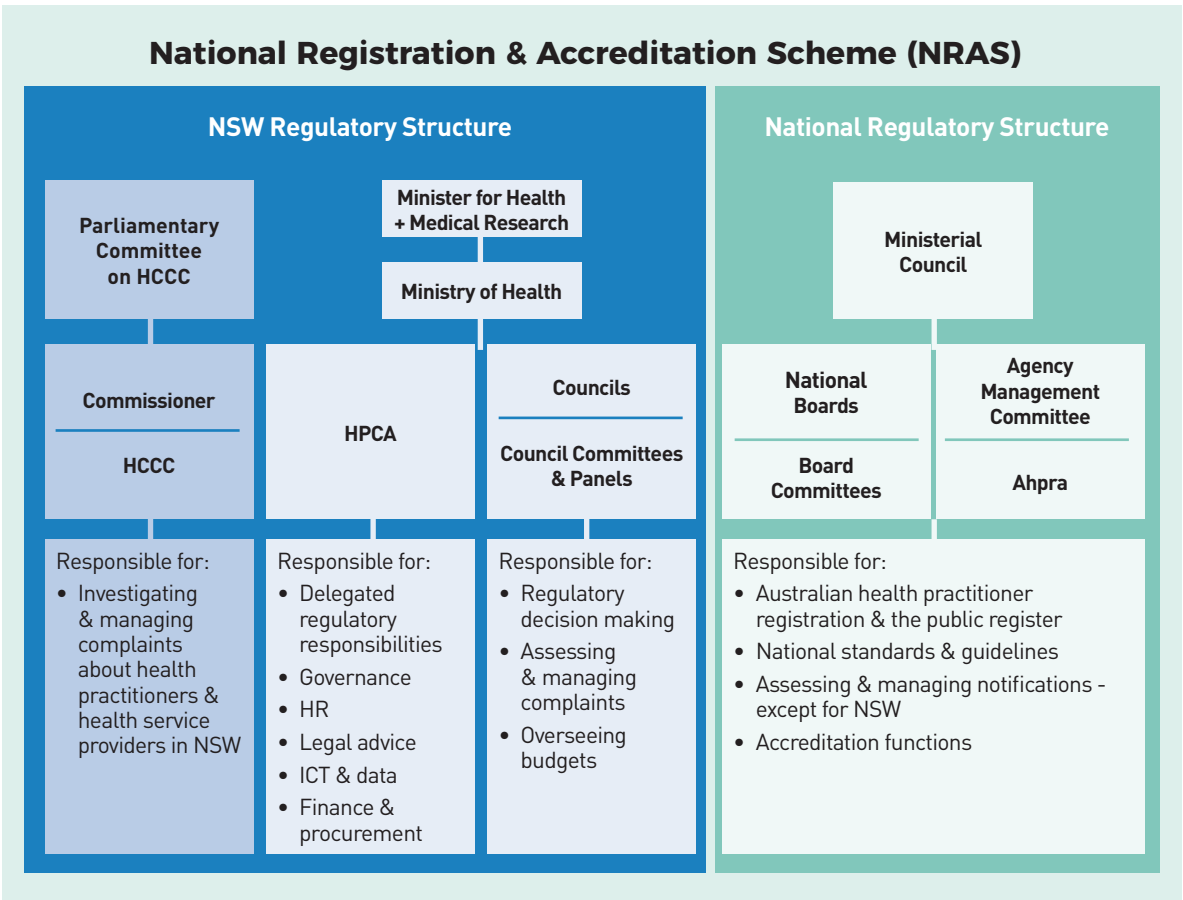 National Registration & Accreditation Scheme (NRAS)
NSW Regulatory Structure
Parliamentary
Committee
on HCCC
Minister for Health
+ Medical Research
Ministry of Health
Commissioner
HCCC
HPCA
Councils
Council Committees
& Panels
Responsible for:
• Investigating
& managing
complaints
about health
practitioners &
health service
providers in NSW
Responsible for:
• Delegated
regulatory
responsibilities
• Governance
• HR
• Legal advice
• ICT & data
• Finance &
procurement
Responsible for:
• Regulatory
decision making
• Assessing
& managing
complaints
• Overseeing
budgets
National Regulatory Structure
Ministerial
Council
National
Boards
Board
Committees
Agency
Management
Committee
Ahpra
Responsible for:
• Australian health practitioner
registration & the public register
• National standards & guidelines
• Assessing & managing notifications -
except for NSW
• Accreditation functions